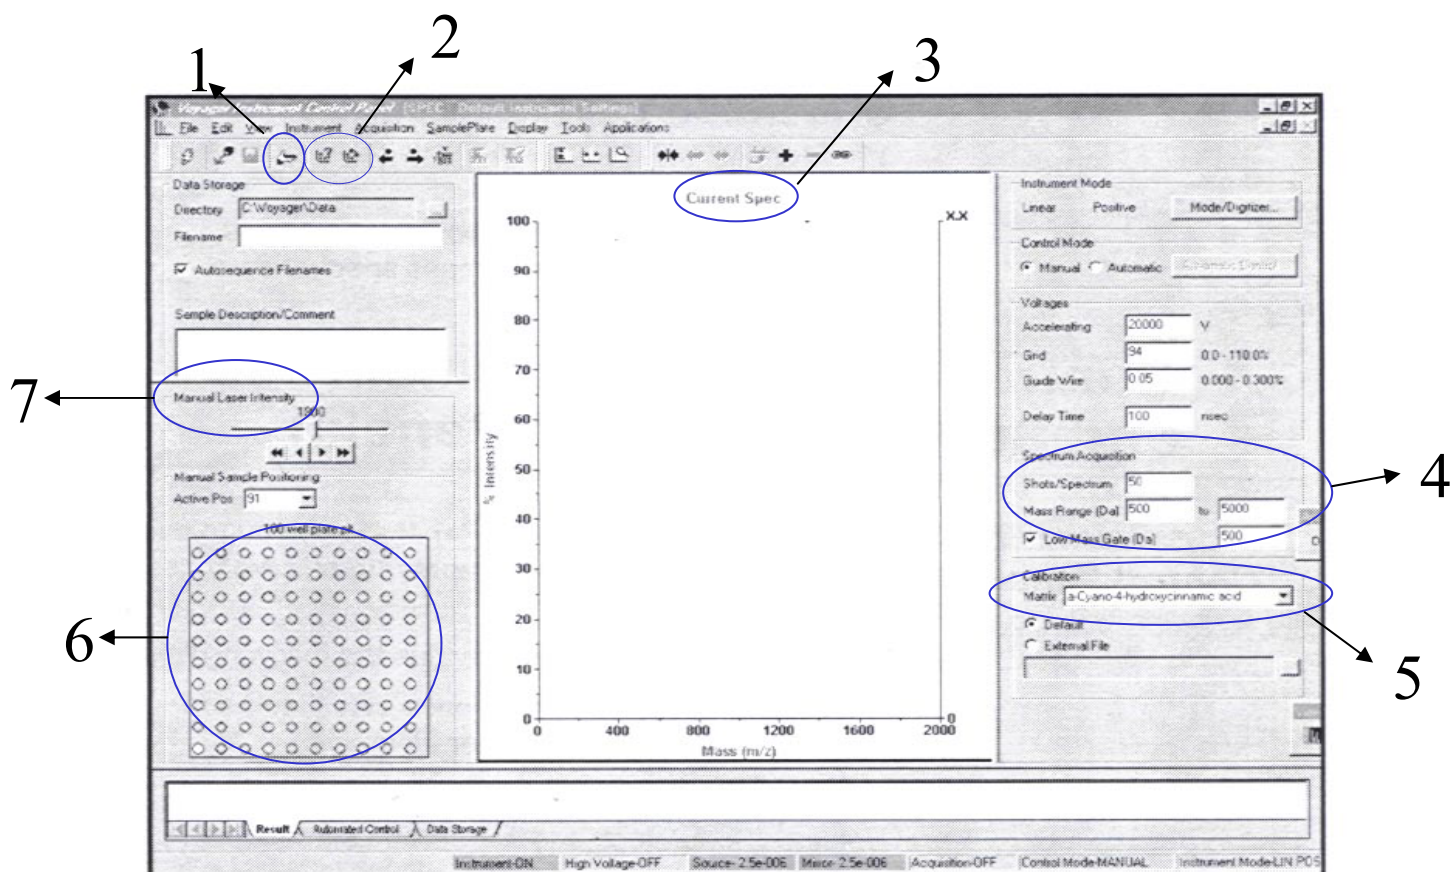 1
2
3
Voyager Instrument Control Panel - [SPEC - Default Instrument Settings]
File Edit View Instrument Acquisition SamplePlate Display Tools Applications
Data Storage
Directory C:\Voyager\Data
Filename
Autosequence Filenames
Sample Description/Comment
7
Manual Laser Intensity
1800
Manual Sample Positioning
Active Pos 91
100 well plate.plt
6
Current Spec
X.X
100
90
80
70
60
50
40
30
20
10
0
% Intensity
0 400 800 1200 1600 2000
0
Mass (m/z)
Instrument Mode
Linear Positive Mode/Digitizer...
Control Mode
Manual Automatic
Voltages
Accelerating 20000 V
Grid 94 0.0 - 110.0%
Guide Wire 0.05 0.000 - 0.300%
Delay Time 100 nsec
Spectrum Acquisition
Shots/Spectrum 50
Mass Range (Da) 500 to 5000
Low Mass Gate (Da) 500
4
Calibration
Matrix a-Cyano-4-hydroxycinnamic acid
Default
External File
5
Result Automated Control Data Storage
Instrument-ON High Voltage-OFF Source- 2.5e-006 Mirror- 2.5e-006 Acquisition-OFF Control Mode-MANUAL Instrument Mode-LIN POS